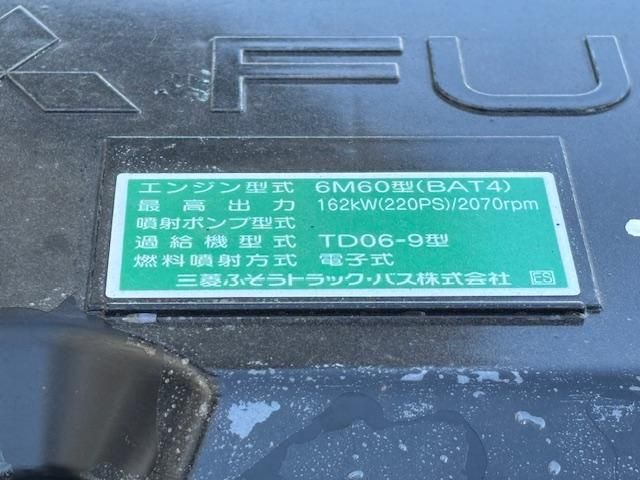 FU
エンジン型式 6M60型(BAT4)
最高出力 162kW(220PS)/2070rpm
噴射ポンプ型式
過給機型式 TD06-9型
燃料噴射方式 電子式
三菱ふそうトラック・バス株式会社 ES